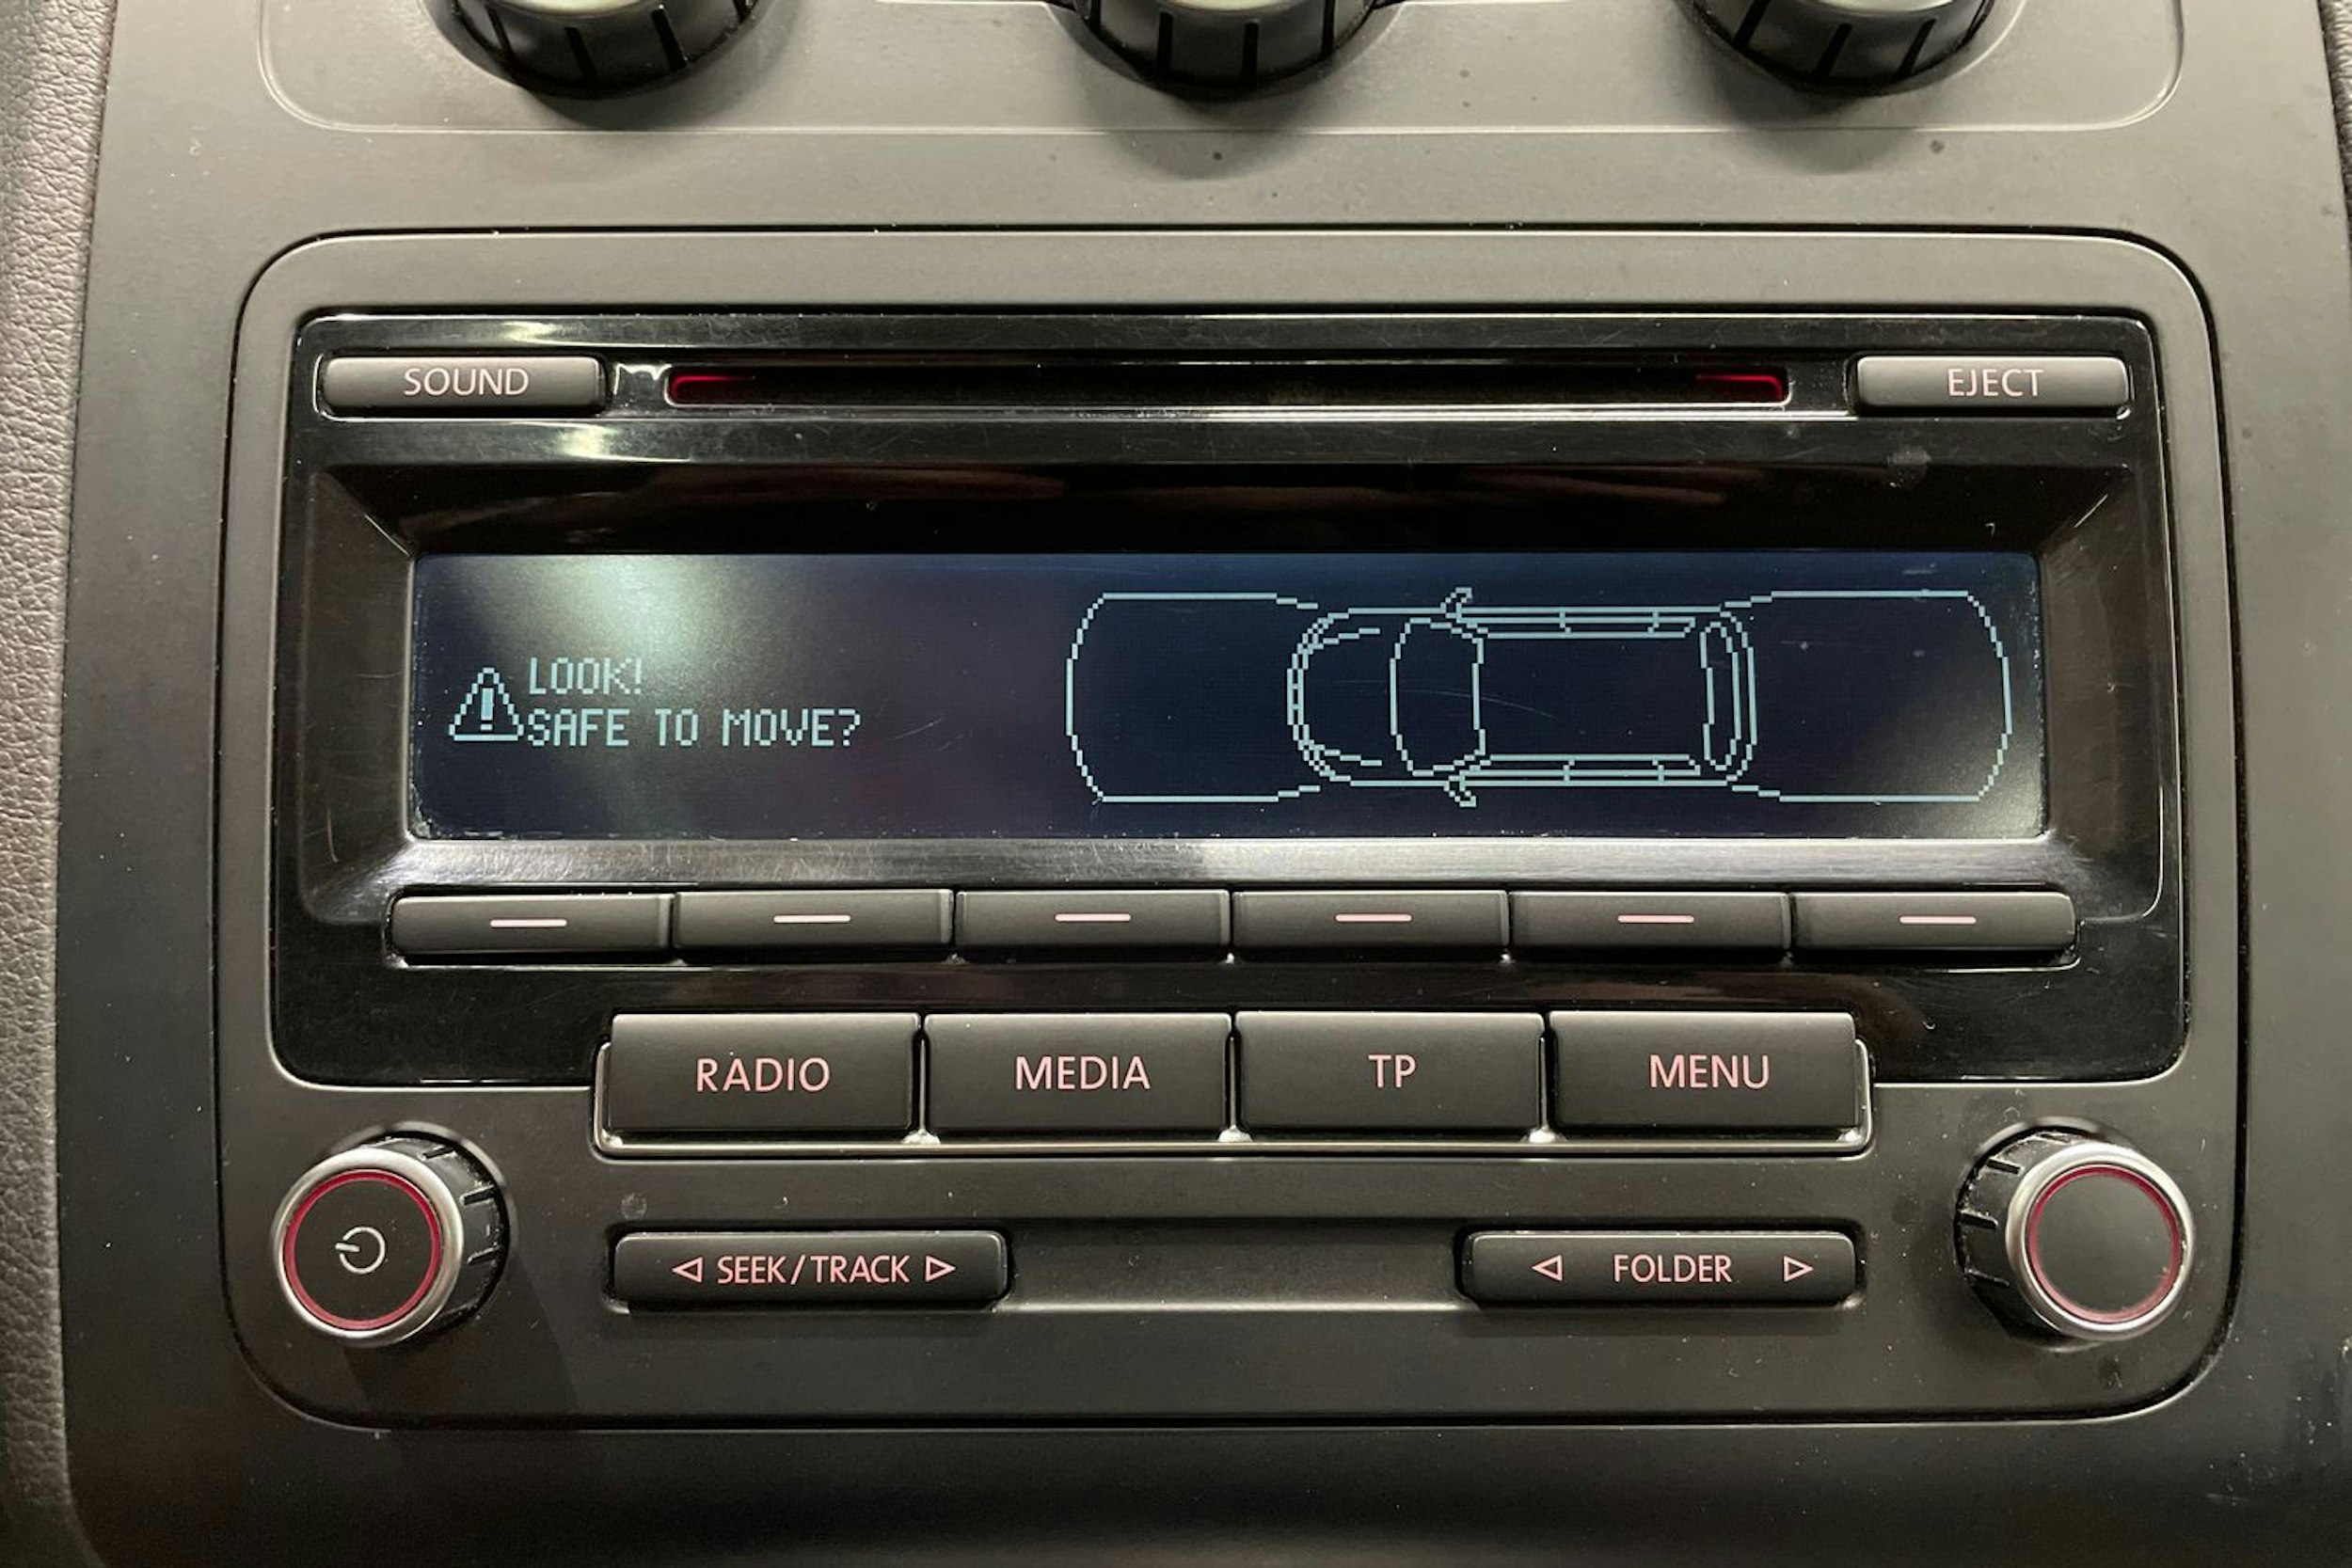 SOUND
EJECT
LOOK!
SAFE TO MOVE?
RADIO
MEDIA
TP
MENU
SEEK/TRACK
FOLDER